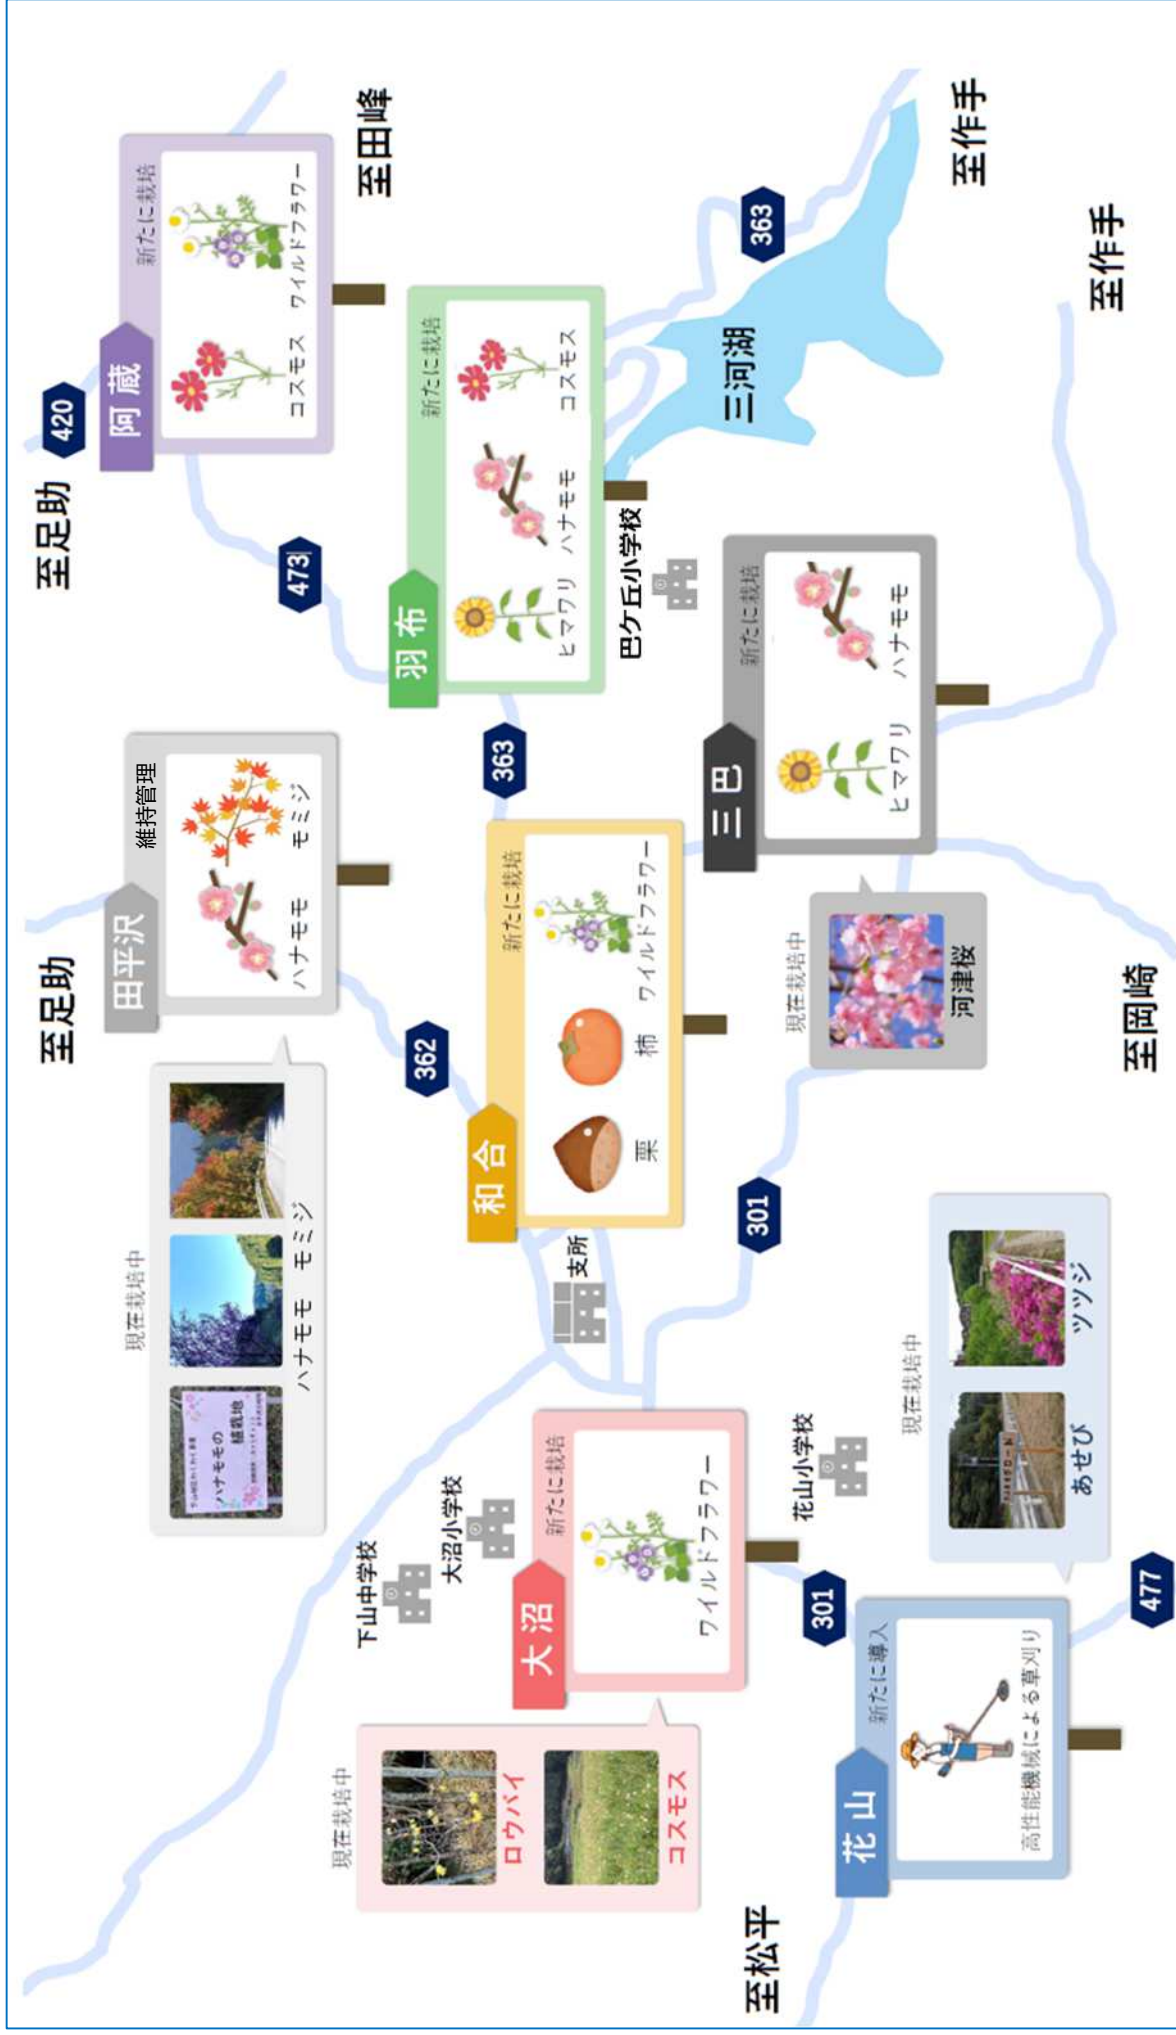 至足助
420
阿蔵
新たに栽培
コスモス
ワイルドフラワー
至田峰
473
羽布
新たに栽培
ヒマワリ
ハナモモ
コスモス
363
三河湖
至作手
至作手
巴ケ丘小学校
363
至足助
田平沢
維持管理
ハナモモ
モミジ
現在栽培中
ハナモモの
植栽地
ハナモモ
モミジ
362
和合
新たに栽培
栗
柿
ワイルドフラワー
三巴
新たに栽培
ヒマワリ
ハナモモ
現在栽培中
河津桜
至岡崎
支所
301
下山中学校
大沼小学校
大沼
新たに栽培
ワイルドフラワー
現在栽培中
ロウバイ
コスモス
花山小学校
301
現在栽培中
あせび
ツツジ
477
花山
新たに導入
高性能機械による草刈り
至松平